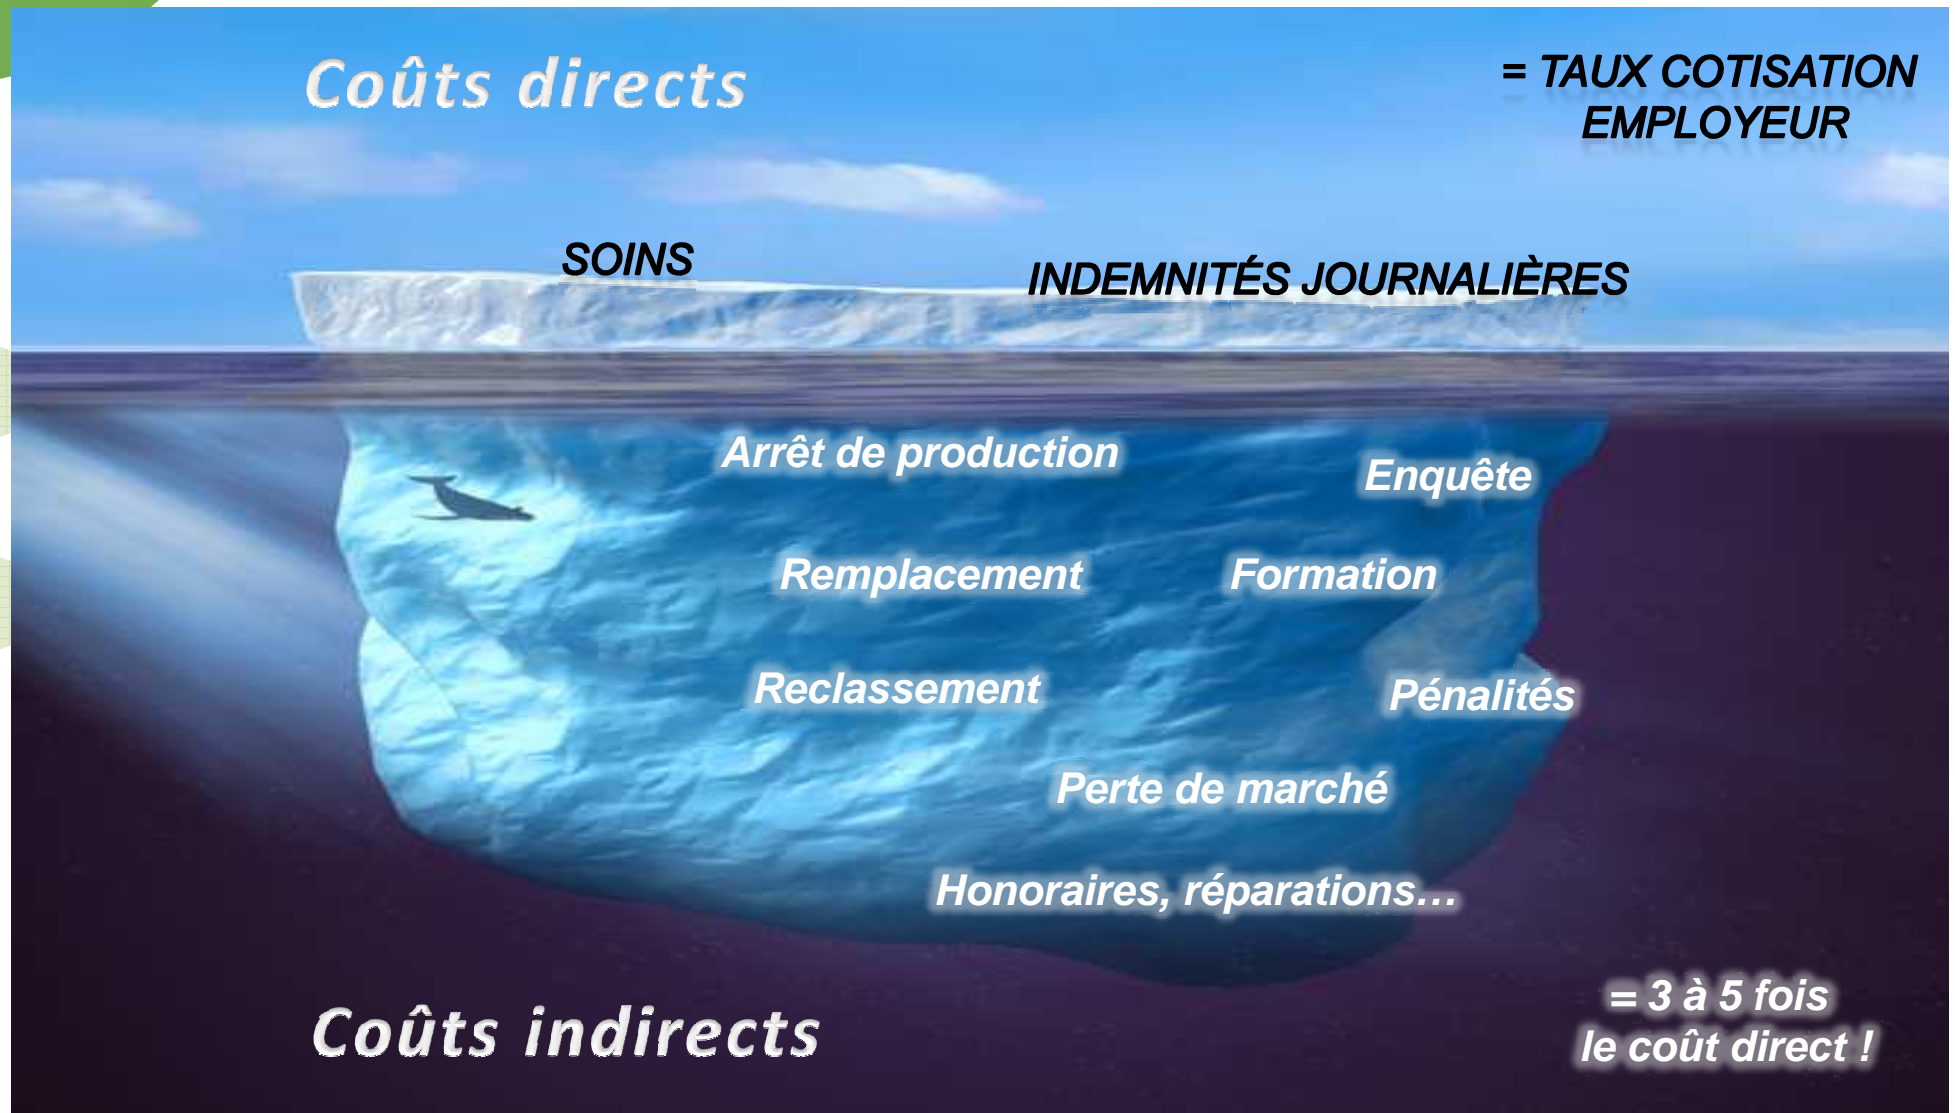 Coûts directs
= TAUX COTISATION
EMPLOYEUR
SOINS
INDEMNITÉS JOURNALIÈRES
Arrêt de production
Enquête
Remplacement
Formation
Reclassement
Pénalités
Perte de marché
Honoraires, réparations…
Coûts indirects
= 3 à 5 fois
le coût direct !